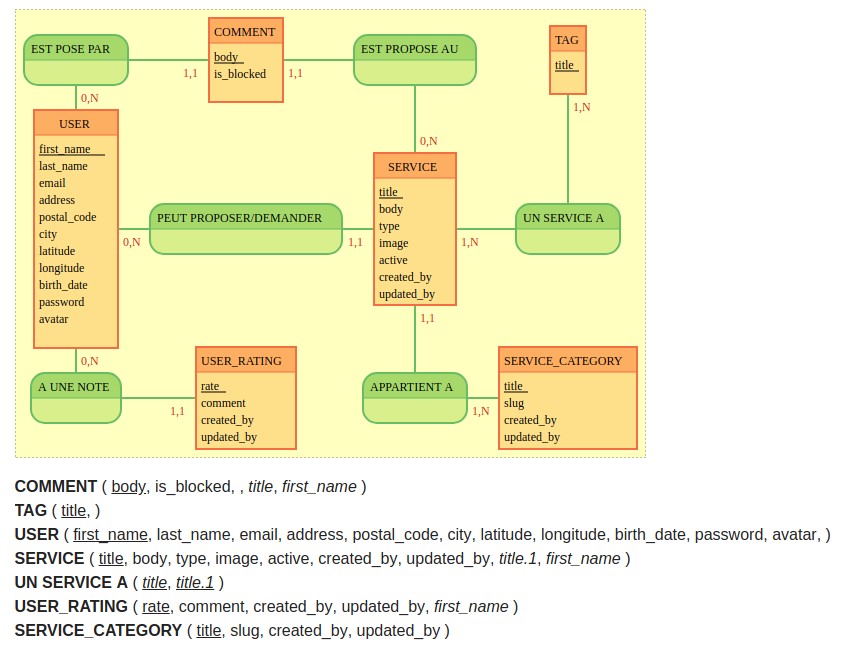 COMMENT
body
is_blocked
EST POSE PAR
1,1
1,1
EST PROPOSE AU
TAG
title
0,N
0,N
1,N
USER
first_name
last_name
email
address
postal_code
city
latitude
longitude
birth_date
password
avatar
PEUT PROPOSER/DEMANDER
0,N
1,1
SERVICE
title
body
type
image
active
created_by
updated_by
1,N
UN SERVICE A
0,N
1,1
A UNE NOTE
1,1
USER_RATING
rate
comment
created_by
updated_by
APPARTIENT A
1,N
SERVICE_CATEGORY
title
slug
created_by
updated_by
COMMENT ( body, is_blocked, , title, first_name )
TAG ( title, )
USER ( first_name, last_name, email, address, postal_code, city, latitude, longitude, birth_date, password, avatar, )
SERVICE ( title, body, type, image, active, created_by, updated_by, title.1, first_name )
UN SERVICE A ( title, title.1 )
USER_RATING ( rate, comment, created_by, updated_by, first_name )
SERVICE_CATEGORY ( title, slug, created_by, updated_by )